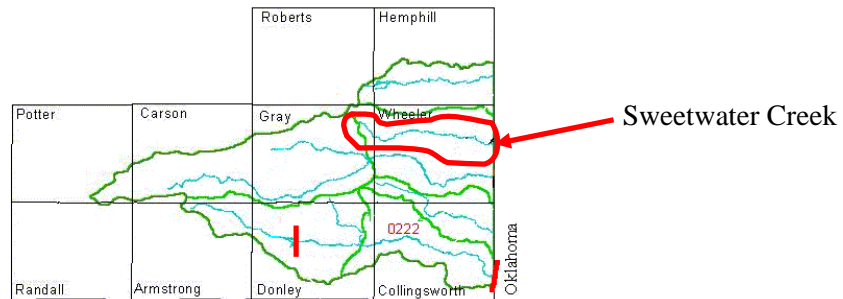 Roberts
Hemphill
Potter
Carson
Gray
Wheeler
Sweetwater Creek
0222
Oklahoma
Randall
Armstrong
Donley
Collingsworth